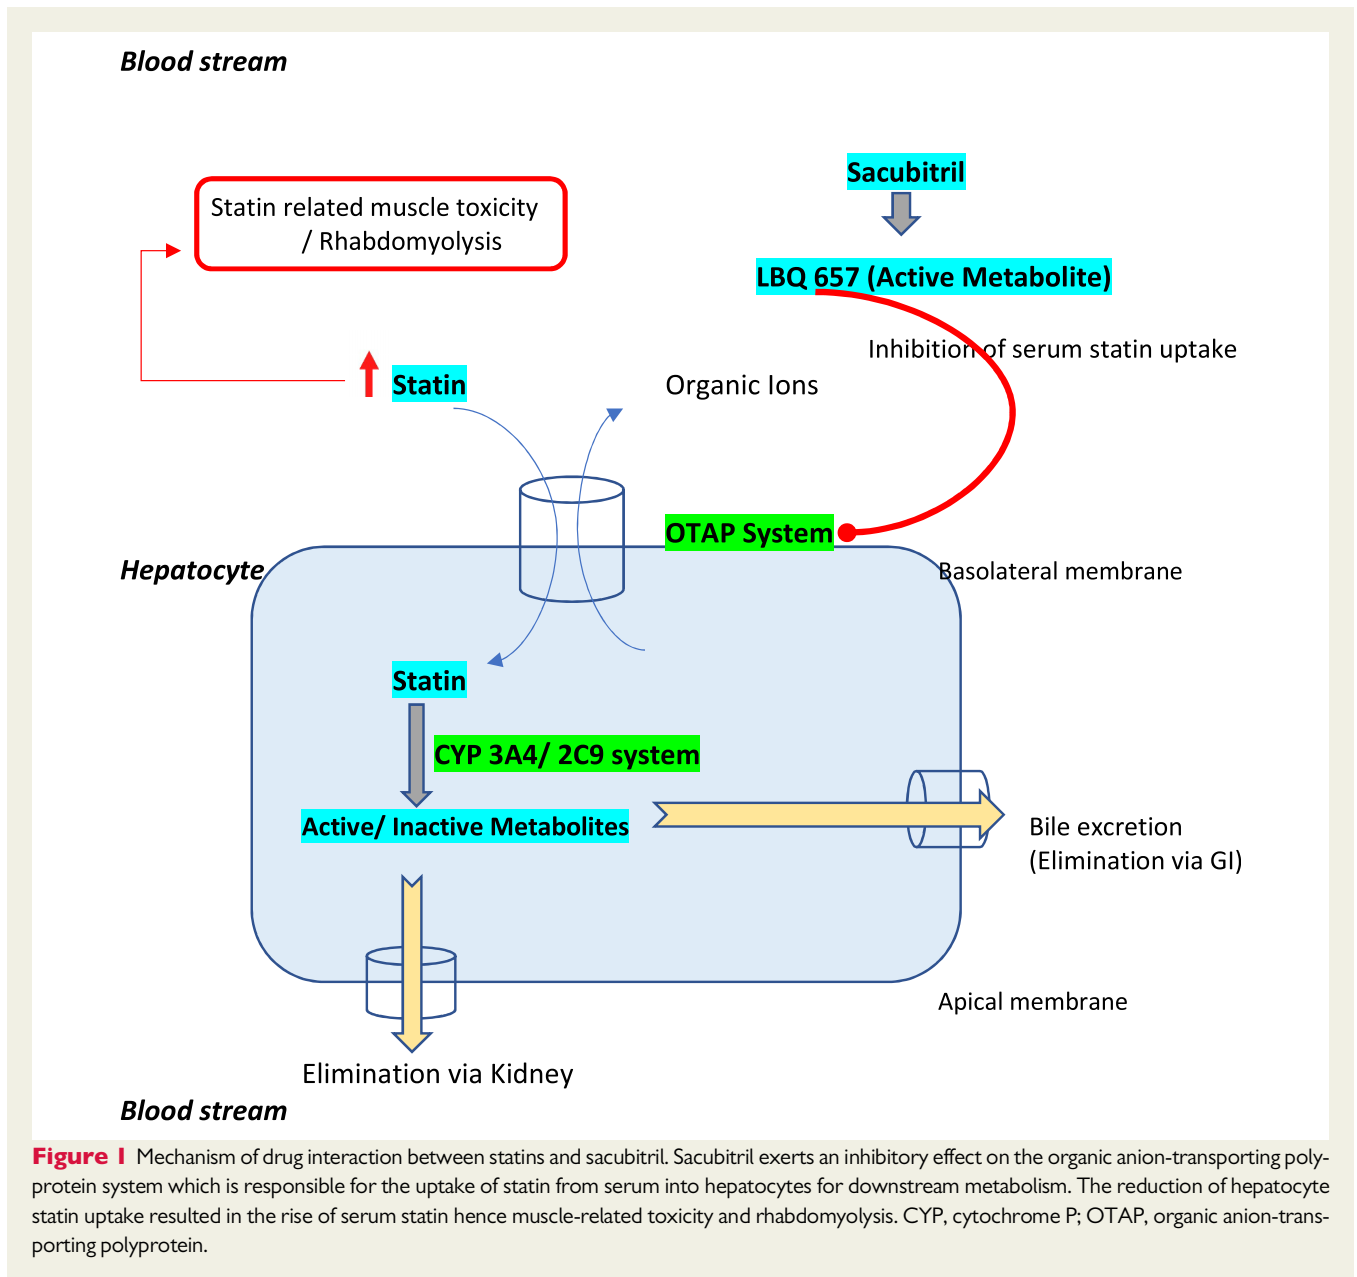 Blood stream
Sacubitril
Statin related muscle toxicity
/ Rhabdomyolysis
LBQ 657 (Active Metabolite)
Inhibition of serum statin uptake
Statin
Organic Ions
OTAP System
Hepatocyte
Basolateral membrane
Statin
CYP 3A4/ 2C9 system
Active/ Inactive Metabolites
Bile excretion
(Elimination via GI)
Apical membrane
Elimination via Kidney
Blood stream
Figure 1 Mechanism of drug interaction between statins and sacubitril. Sacubitril exerts an inhibitory effect on the organic anion-transporting poly-
protein system which is responsible for the uptake of statin from serum into hepatocytes for downstream metabolism. The reduction of hepatocyte
statin uptake resulted in the rise of serum statin hence muscle-related toxicity and rhabdomyolysis. CYP, cytochrome P; OTAP, organic anion-trans-
porting polyprotein.